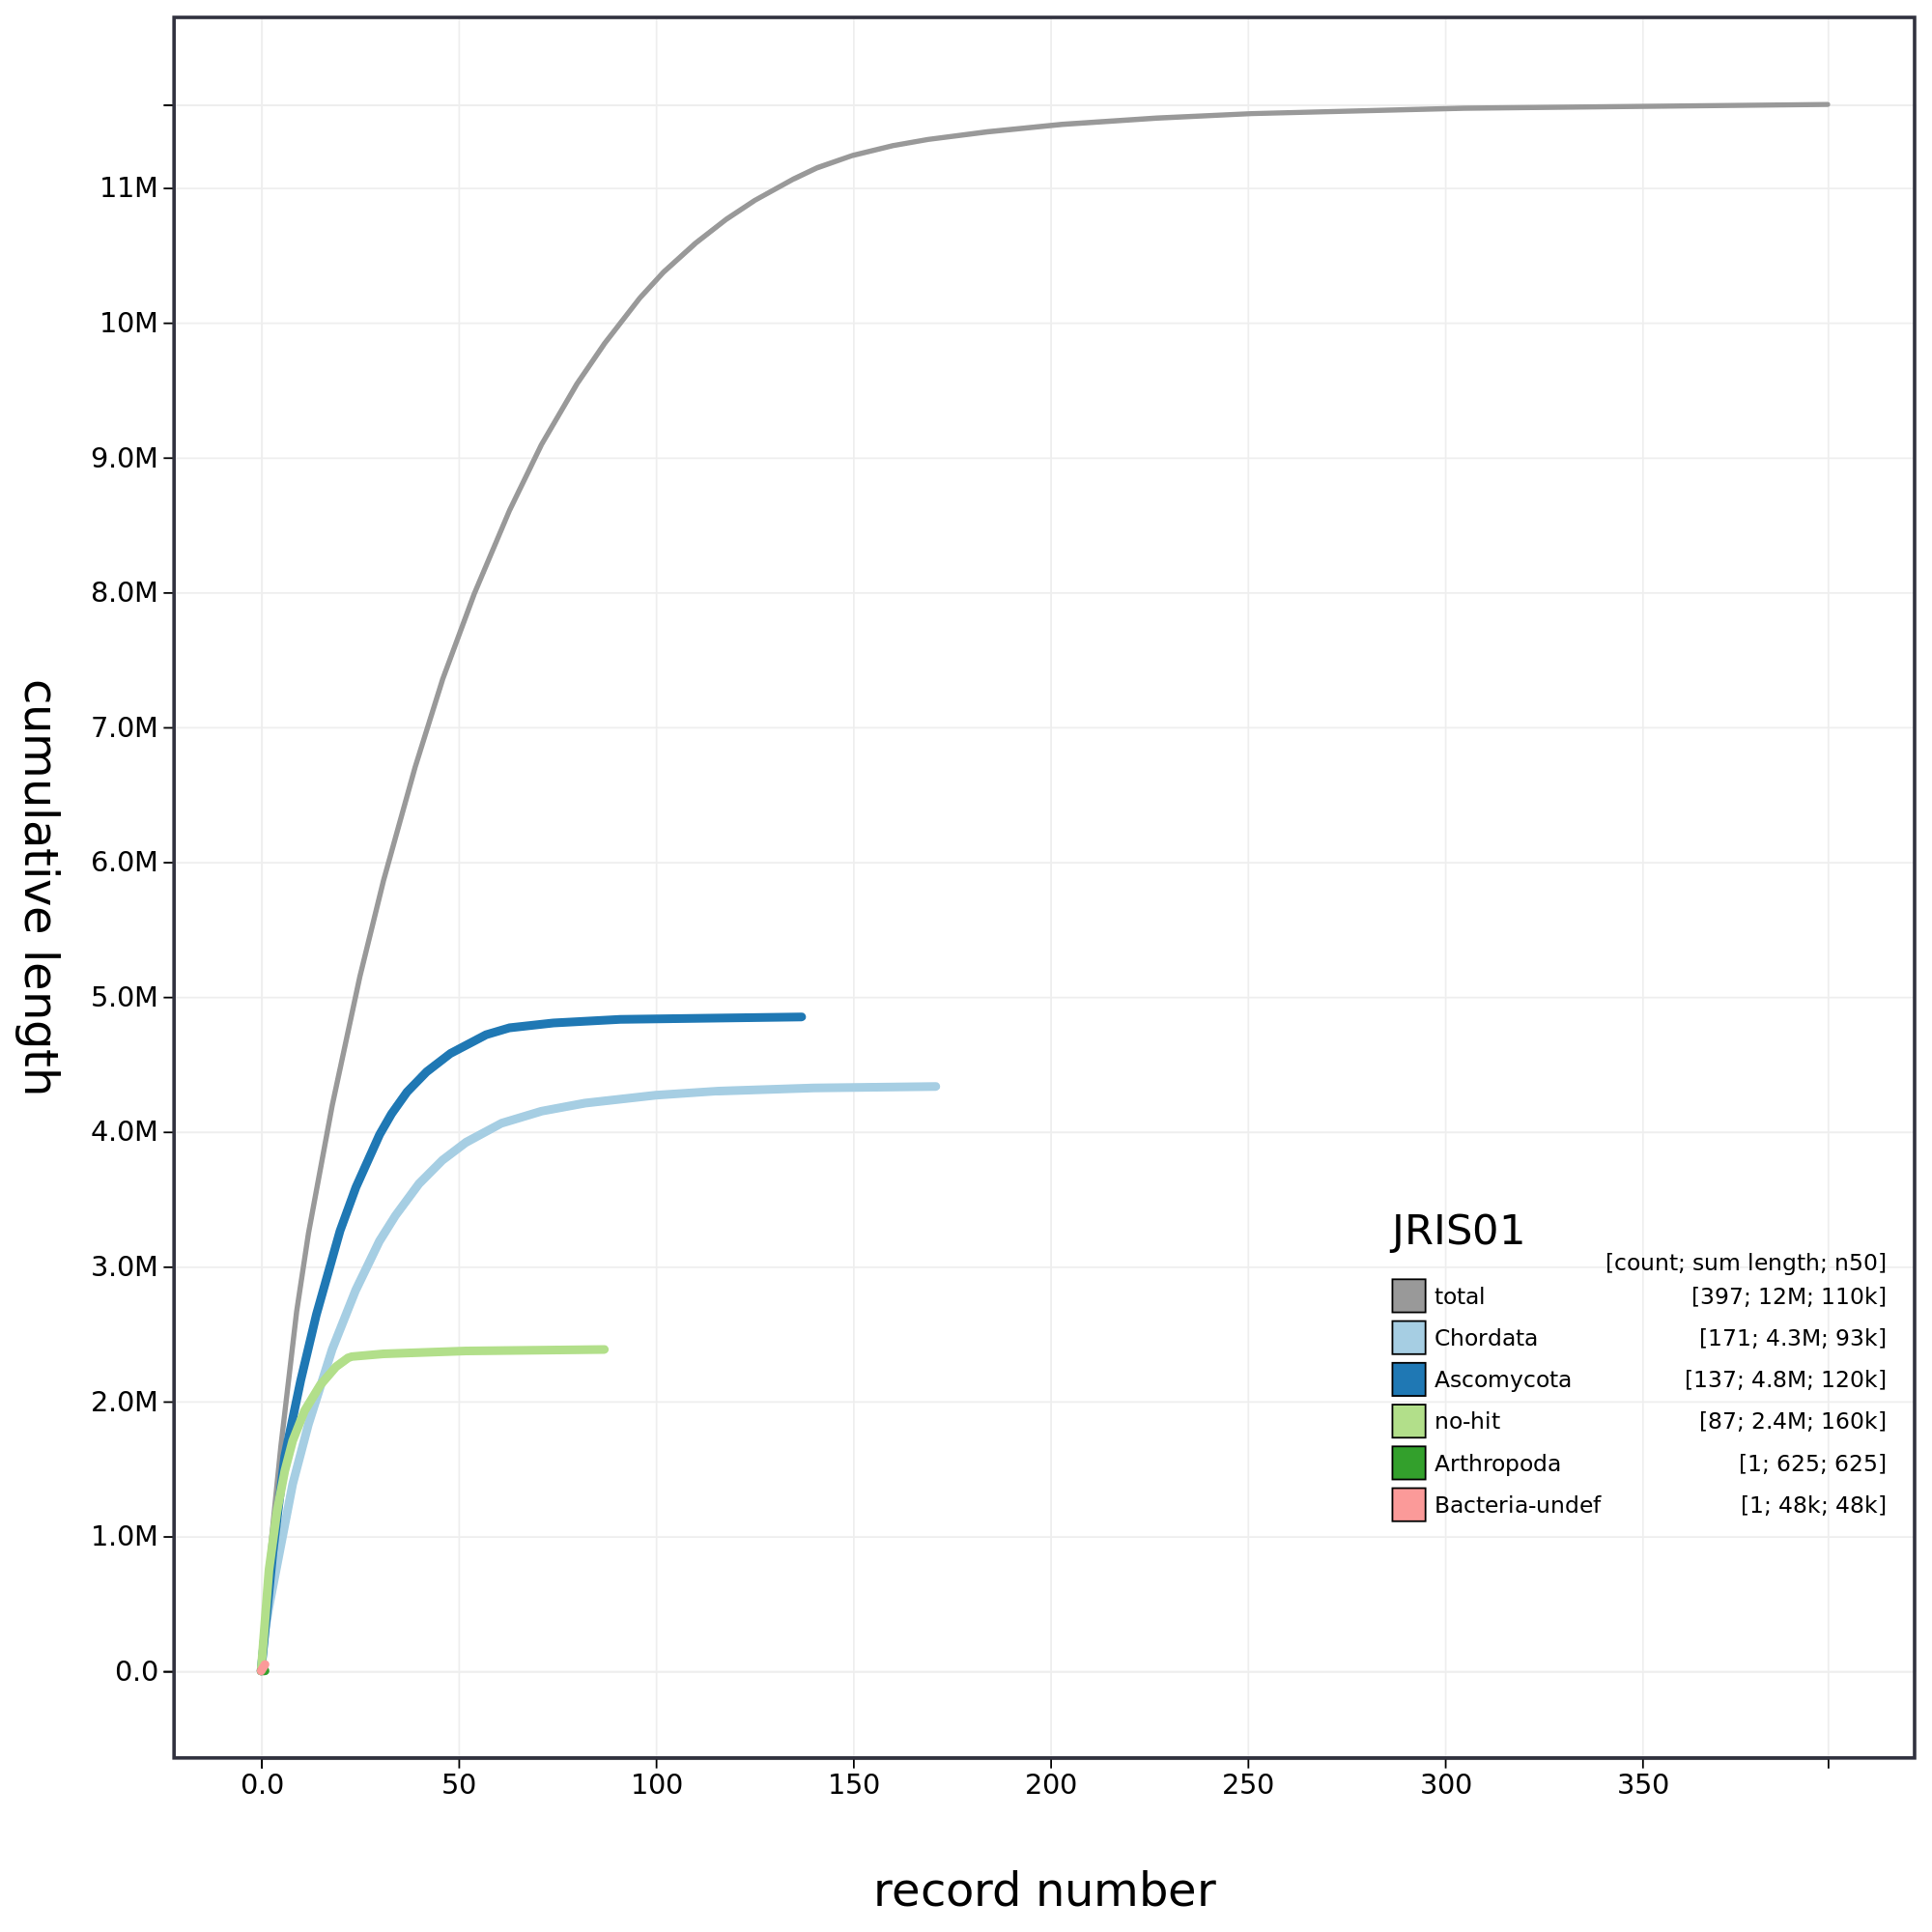 11M
10M
9.0M
8.0M
7.0M
6.0M
5.0M
4.0M
3.0M
2.0M
1.0M
0.0
cumulative length
JRIS01
[count; sum length; n50]
total [397; 12M; 110k]
Chordata [171; 4.3M; 93k]
Ascomycota [137; 4.8M; 120k]
no-hit [87; 2.4M; 160k]
Arthropoda [1; 625; 625]
Bacteria-undef [1; 48k; 48k]
0.0 50 100 150 200 250 300 350
record number